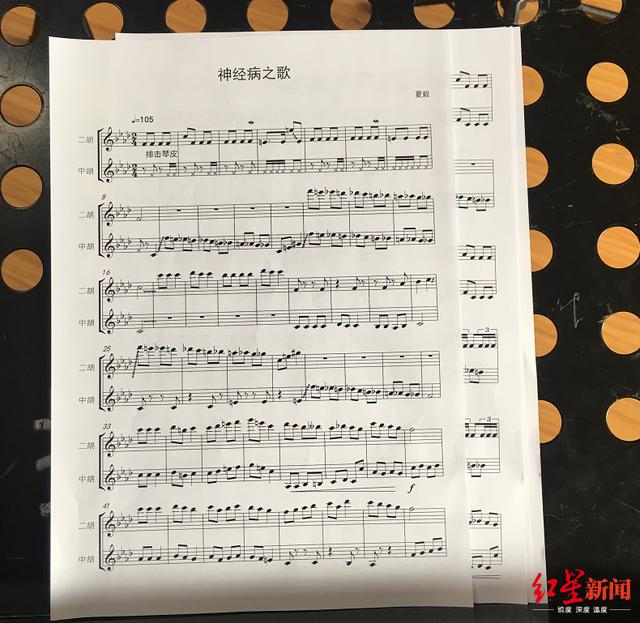 神经病之歌
夏毅
♩=105
二胡
排击琴皮
中胡
8
二胡
中胡
16
二胡
中胡
25
二胡
中胡
33
二胡
中胡
f
41
二胡
中胡
3
3
红星新闻
锐度 深度 温度